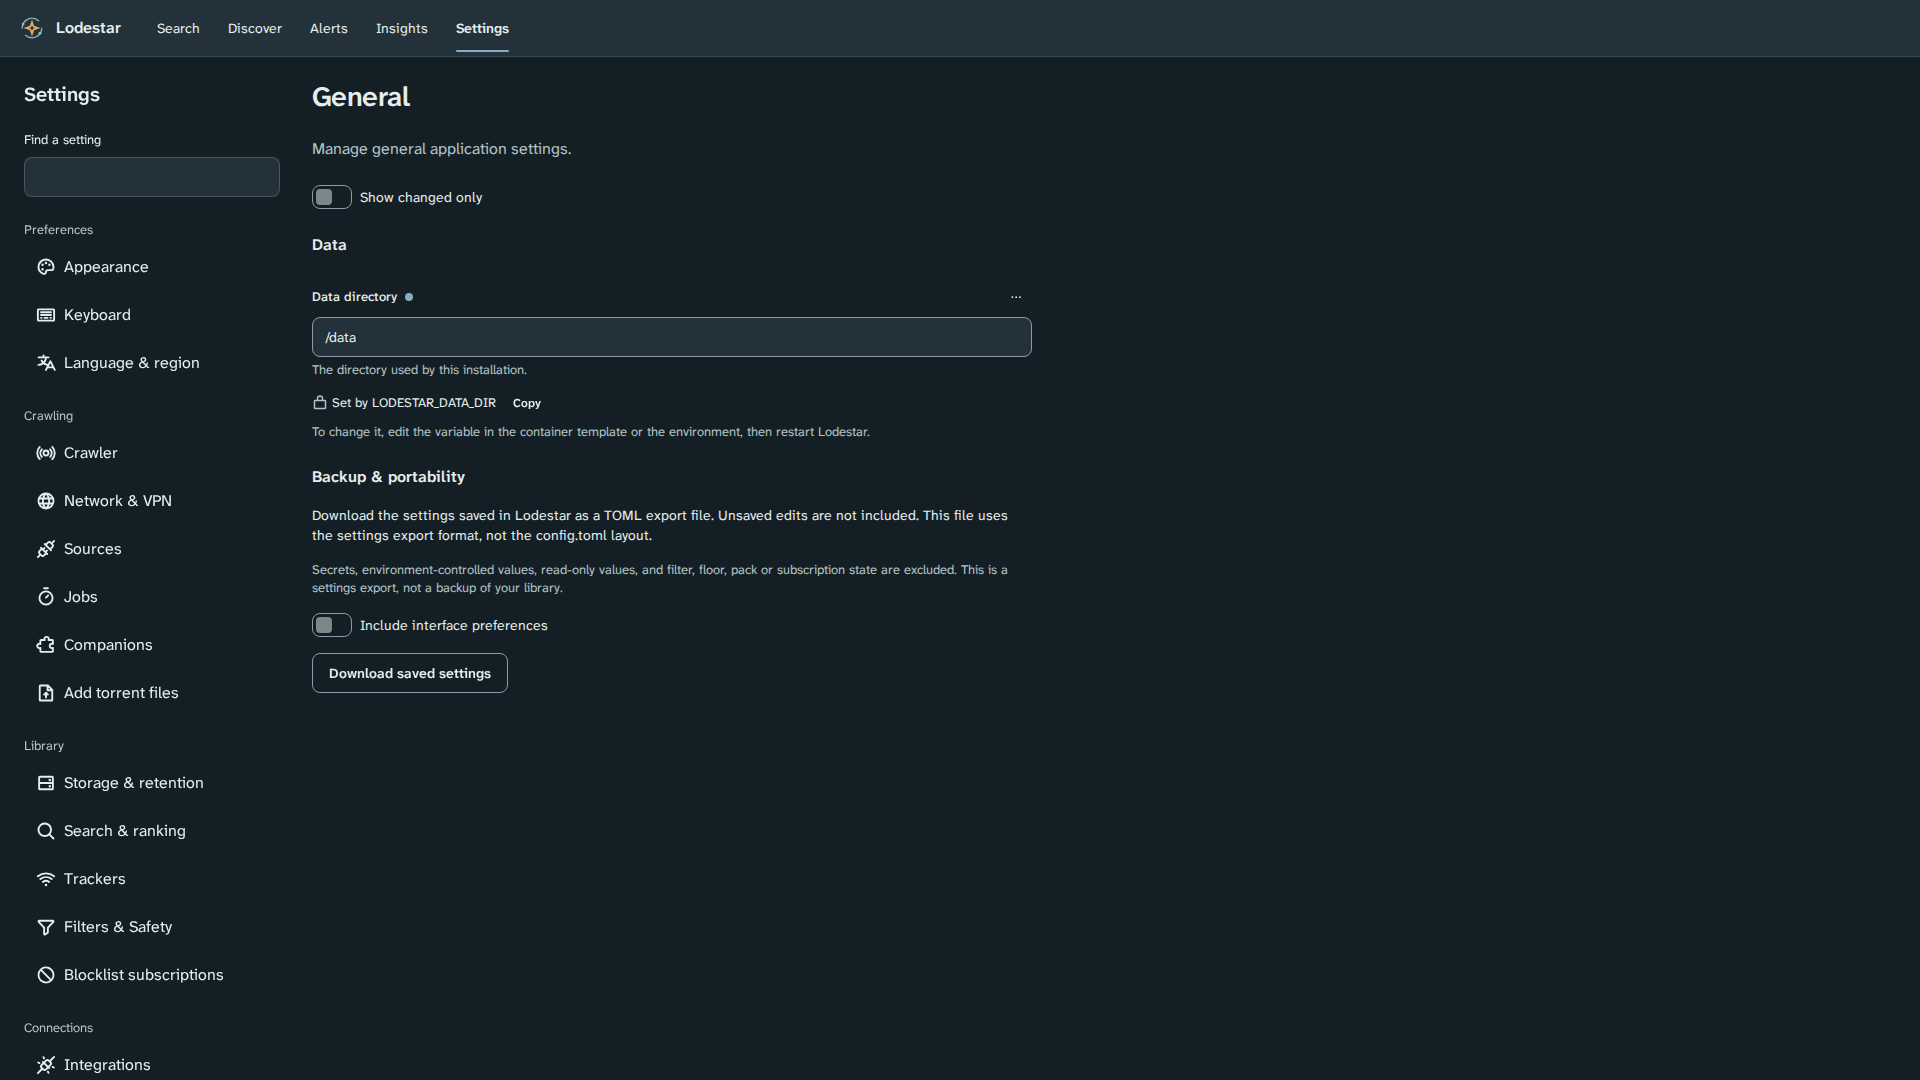 Lodestar
Search
Discover
Alerts
Insights
Settings
Settings
Find a setting
Preferences
Appearance
Keyboard
Language & region
Crawling
Crawler
Network & VPN
Sources
Jobs
Companions
Add torrent files
Library
Storage & retention
Search & ranking
Trackers
Filters & Safety
Blocklist subscriptions
Connections
Integrations
General
Manage general application settings.
Show changed only
Data
Data directory
...
/data
The directory used by this installation.
Set by LODESTAR_DATA_DIR Copy
To change it, edit the variable in the container template or the environment, then restart Lodestar.
Backup & portability
Download the settings saved in Lodestar as a TOML export file. Unsaved edits are not included. This file uses
the settings export format, not the config.toml layout.
Secrets, environment-controlled values, read-only values, and filter, floor, pack or subscription state are excluded. This is a
settings export, not a backup of your library.
Include interface preferences
Download saved settings